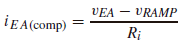 i_{EA(comp)} = \frac{v_{EA} − v_{RAMP}}{R_i}